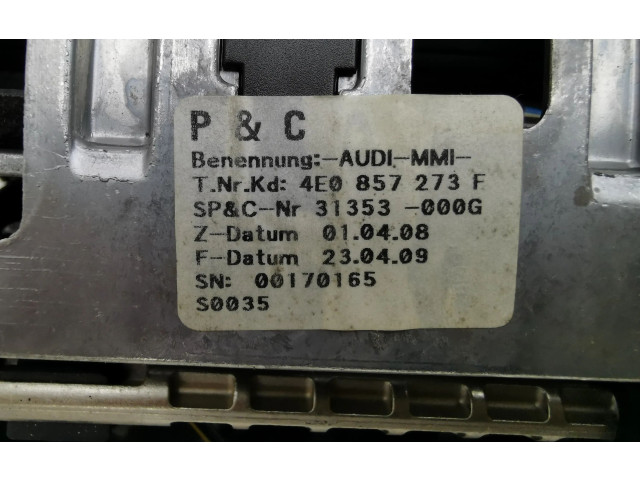 P & C
Benennung:-AUDI-MMI-
T.Nr.Kd: 4E0 857 273 F
SP&C-Nr 31353 -000G
Z-Datum 01.04.08
F-Datum 23.04.09
SN: 00170165
S0035